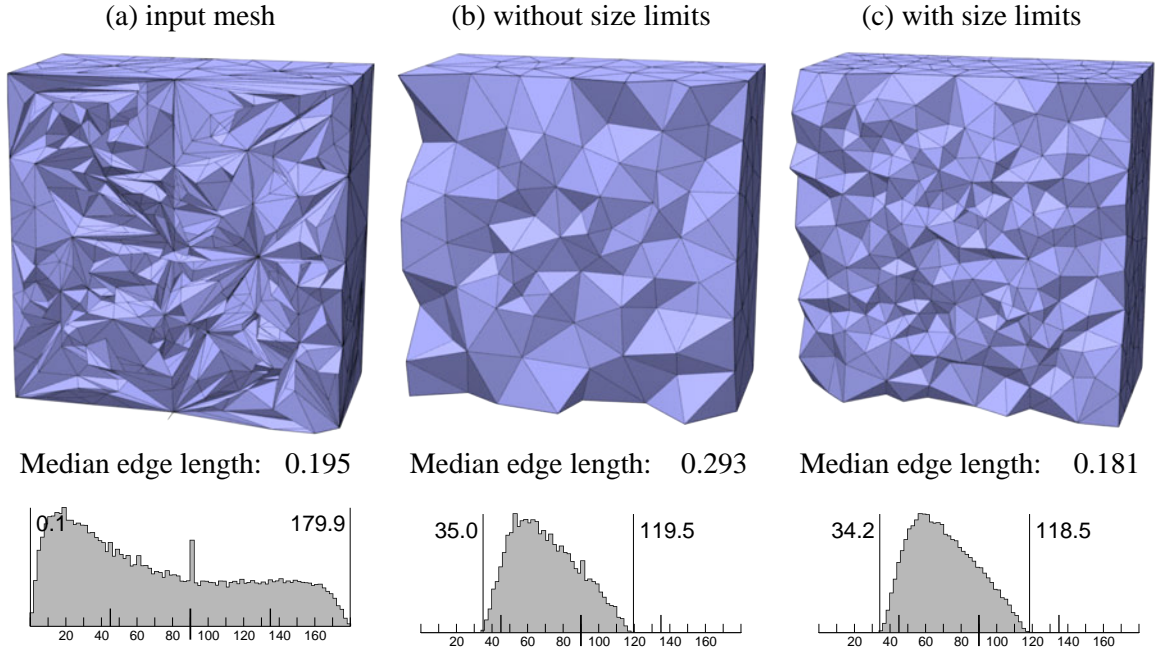 (a) input mesh
(b) without size limits
(c) with size limits
Median edge length: 0.195
Median edge length: 0.293
Median edge length: 0.181
0.1
179.9
35.0
119.5
34.2
118.5
20 40 60 80 100 120 140 160
20 40 60 80 100 120 140 160
20 40 60 80 100 120 140 160